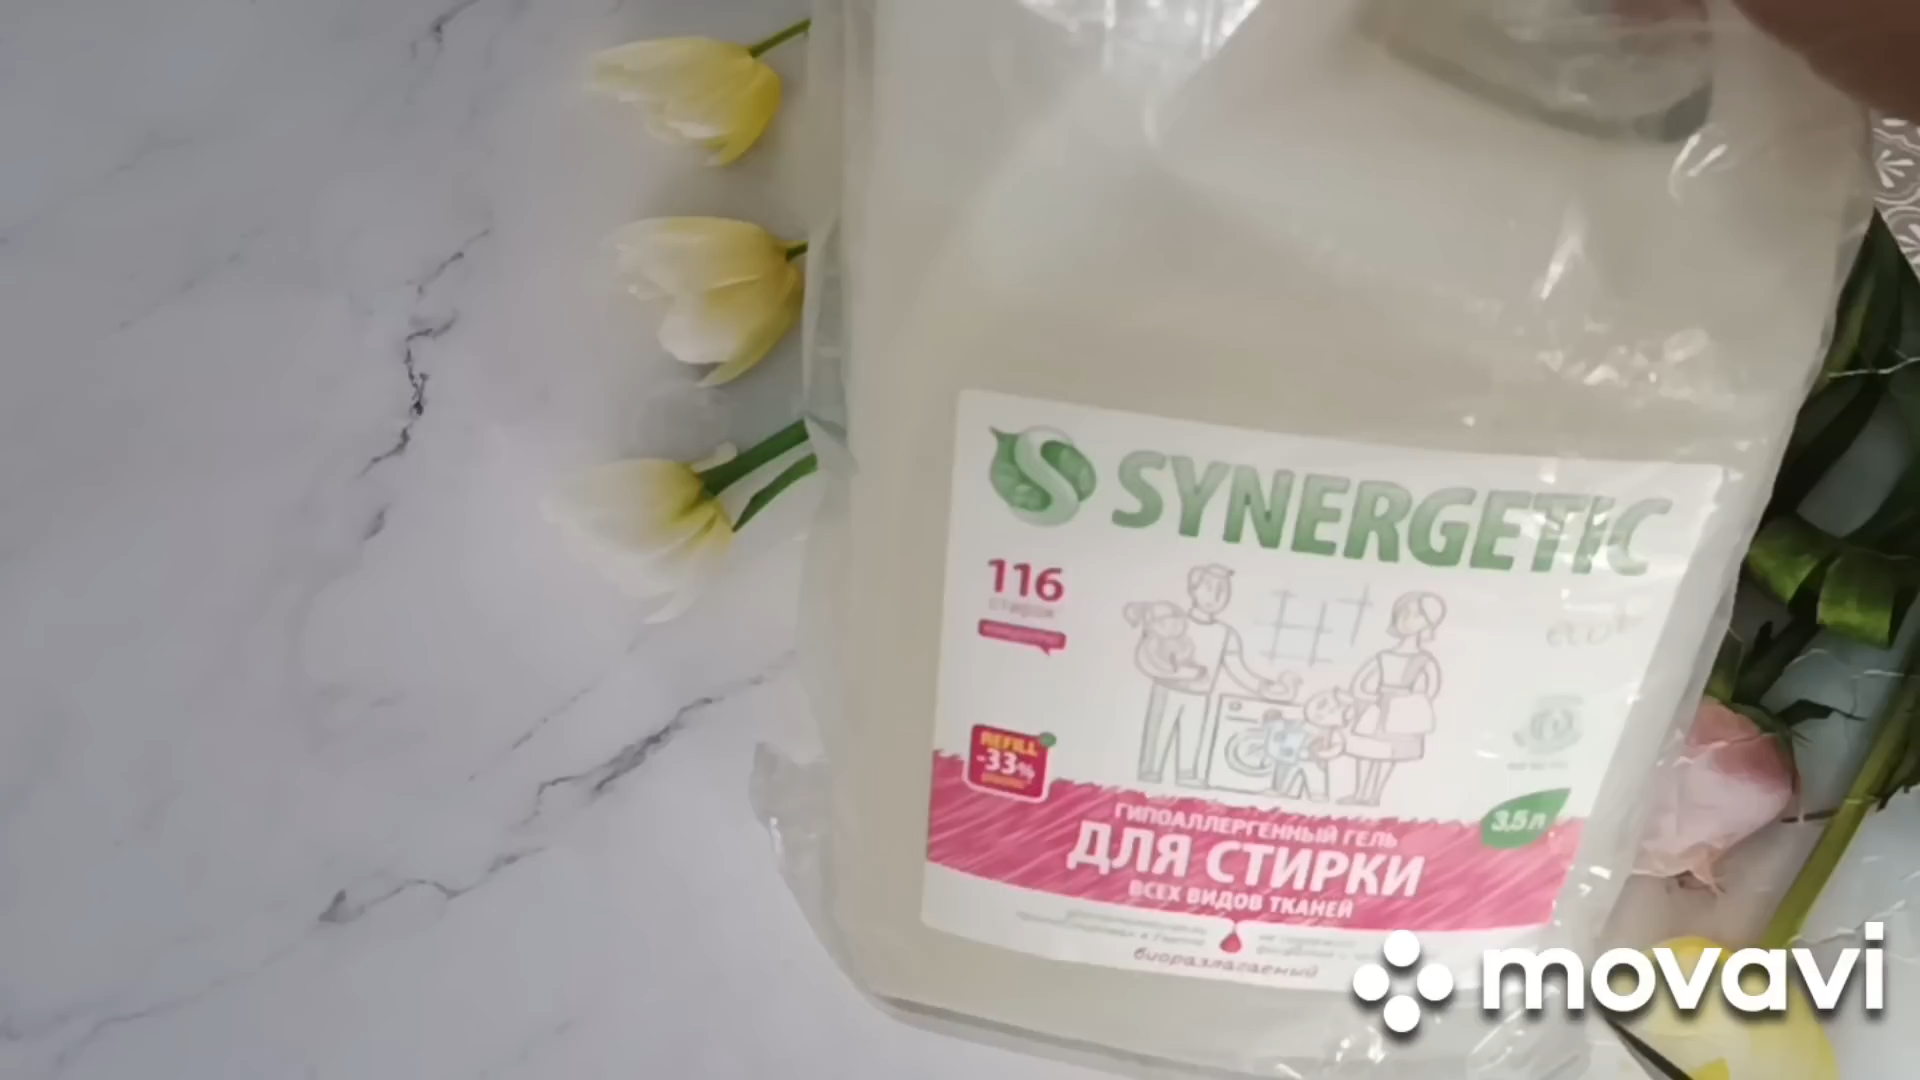 SYNERGETIC
116
стирок
REFILL
-33%
3,5 л
ГИПОАЛЛЕРГЕННЫЙ ГЕЛЬ
ДЛЯ СТИРКИ
ВСЕХ ВИДОВ ТКАНЕЙ
биоразлагаемый
movavi